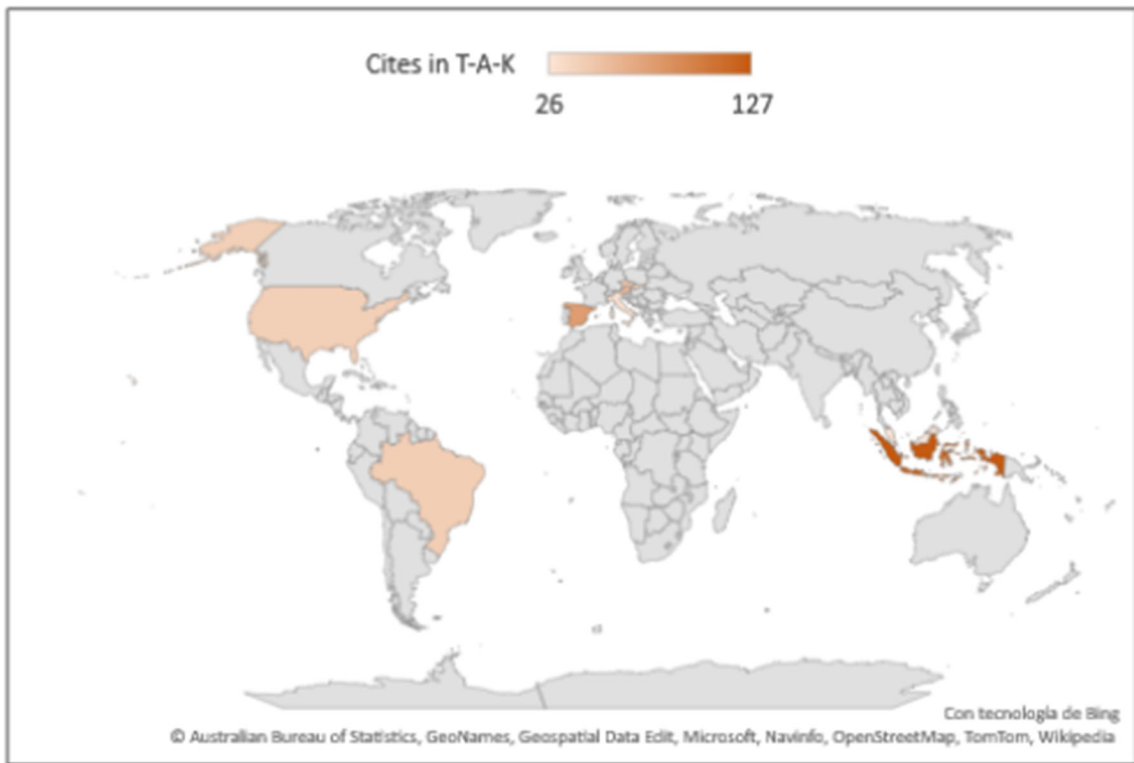 Cites in T-A-K
26 127
Con tecnología de Bing
© Australian Bureau of Statistics, GeoNames, Geospatial Data Edit, Microsoft, Navinfo, OpenStreetMap, TomTom, Wikipedia